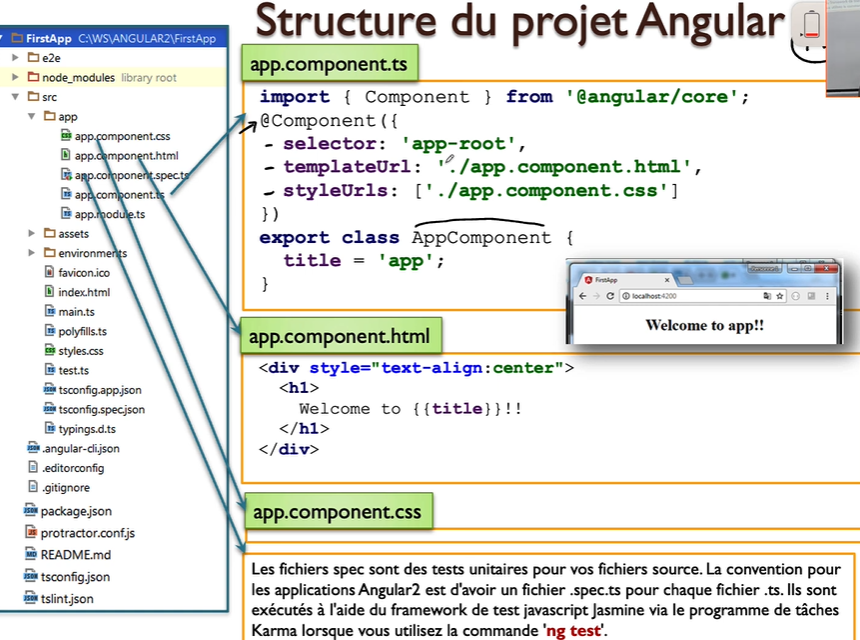 Structure du projet Angular
FirstApp C:\WS\ANGULAR2\FirstApp
e2e
node_modules library root
src
app
app.component.css
app.component.html
app.component.spec.ts
app.component.ts
app.module.ts
assets
environments
favicon.ico
index.html
main.ts
polyfills.ts
styles.css
test.ts
tsconfig.app.json
tsconfig.spec.json
typings.d.ts
.angular-cli.json
.editorconfig
.gitignore
package.json
protractor.conf.js
README.md
tsconfig.json
tslint.json
app.component.ts
import { Component } from '@angular/core';
@Component({
selector: 'app-root',
templateUrl: './app.component.html',
styleUrls: ['./app.component.css']
})
export class AppComponent {
title = 'app';
}
FirstApp
localhost:4200
Welcome to app!!
app.component.html
<div style="text-align:center">
<h1>
Welcome to {{title}}!!
</h1>
</div>
app.component.css
Les fichiers spec sont des tests unitaires pour vos fichiers source. La convention pour
les applications Angular2 est d'avoir un fichier .spec.ts pour chaque fichier .ts. Ils sont
exécutés à l'aide du framework de test javascript Jasmine via le programme de tâches
Karma lorsque vous utilisez la commande 'ng test'.